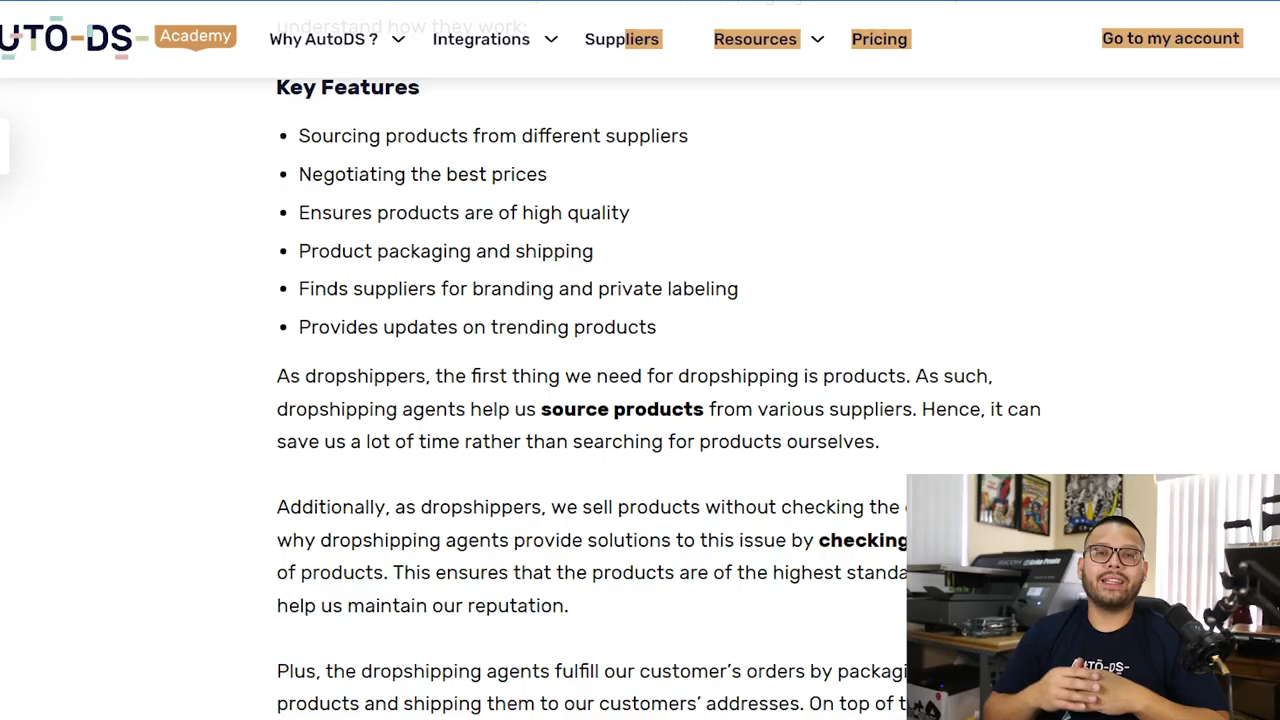 understand how they work:
UTO-DS- Academy Why AutoDS ? Integrations Suppliers Resources Pricing Go to my account
Key Features
• Sourcing products from different suppliers
• Negotiating the best prices
• Ensures products are of high quality
• Product packaging and shipping
• Finds suppliers for branding and private labeling
• Provides updates on trending products
As dropshippers, the first thing we need for dropshipping is products. As such,
dropshipping agents help us source products from various suppliers. Hence, it can
save us a lot of time rather than searching for products ourselves.
Additionally, as dropshippers, we sell products without checking the
why dropshipping agents provide solutions to this issue by checking
of products. This ensures that the products are of the highest standa
help us maintain our reputation.
Plus, the dropshipping agents fulfill our customer's orders by packagi
products and shipping them to our customers' addresses. On top of t
UTO-DS-